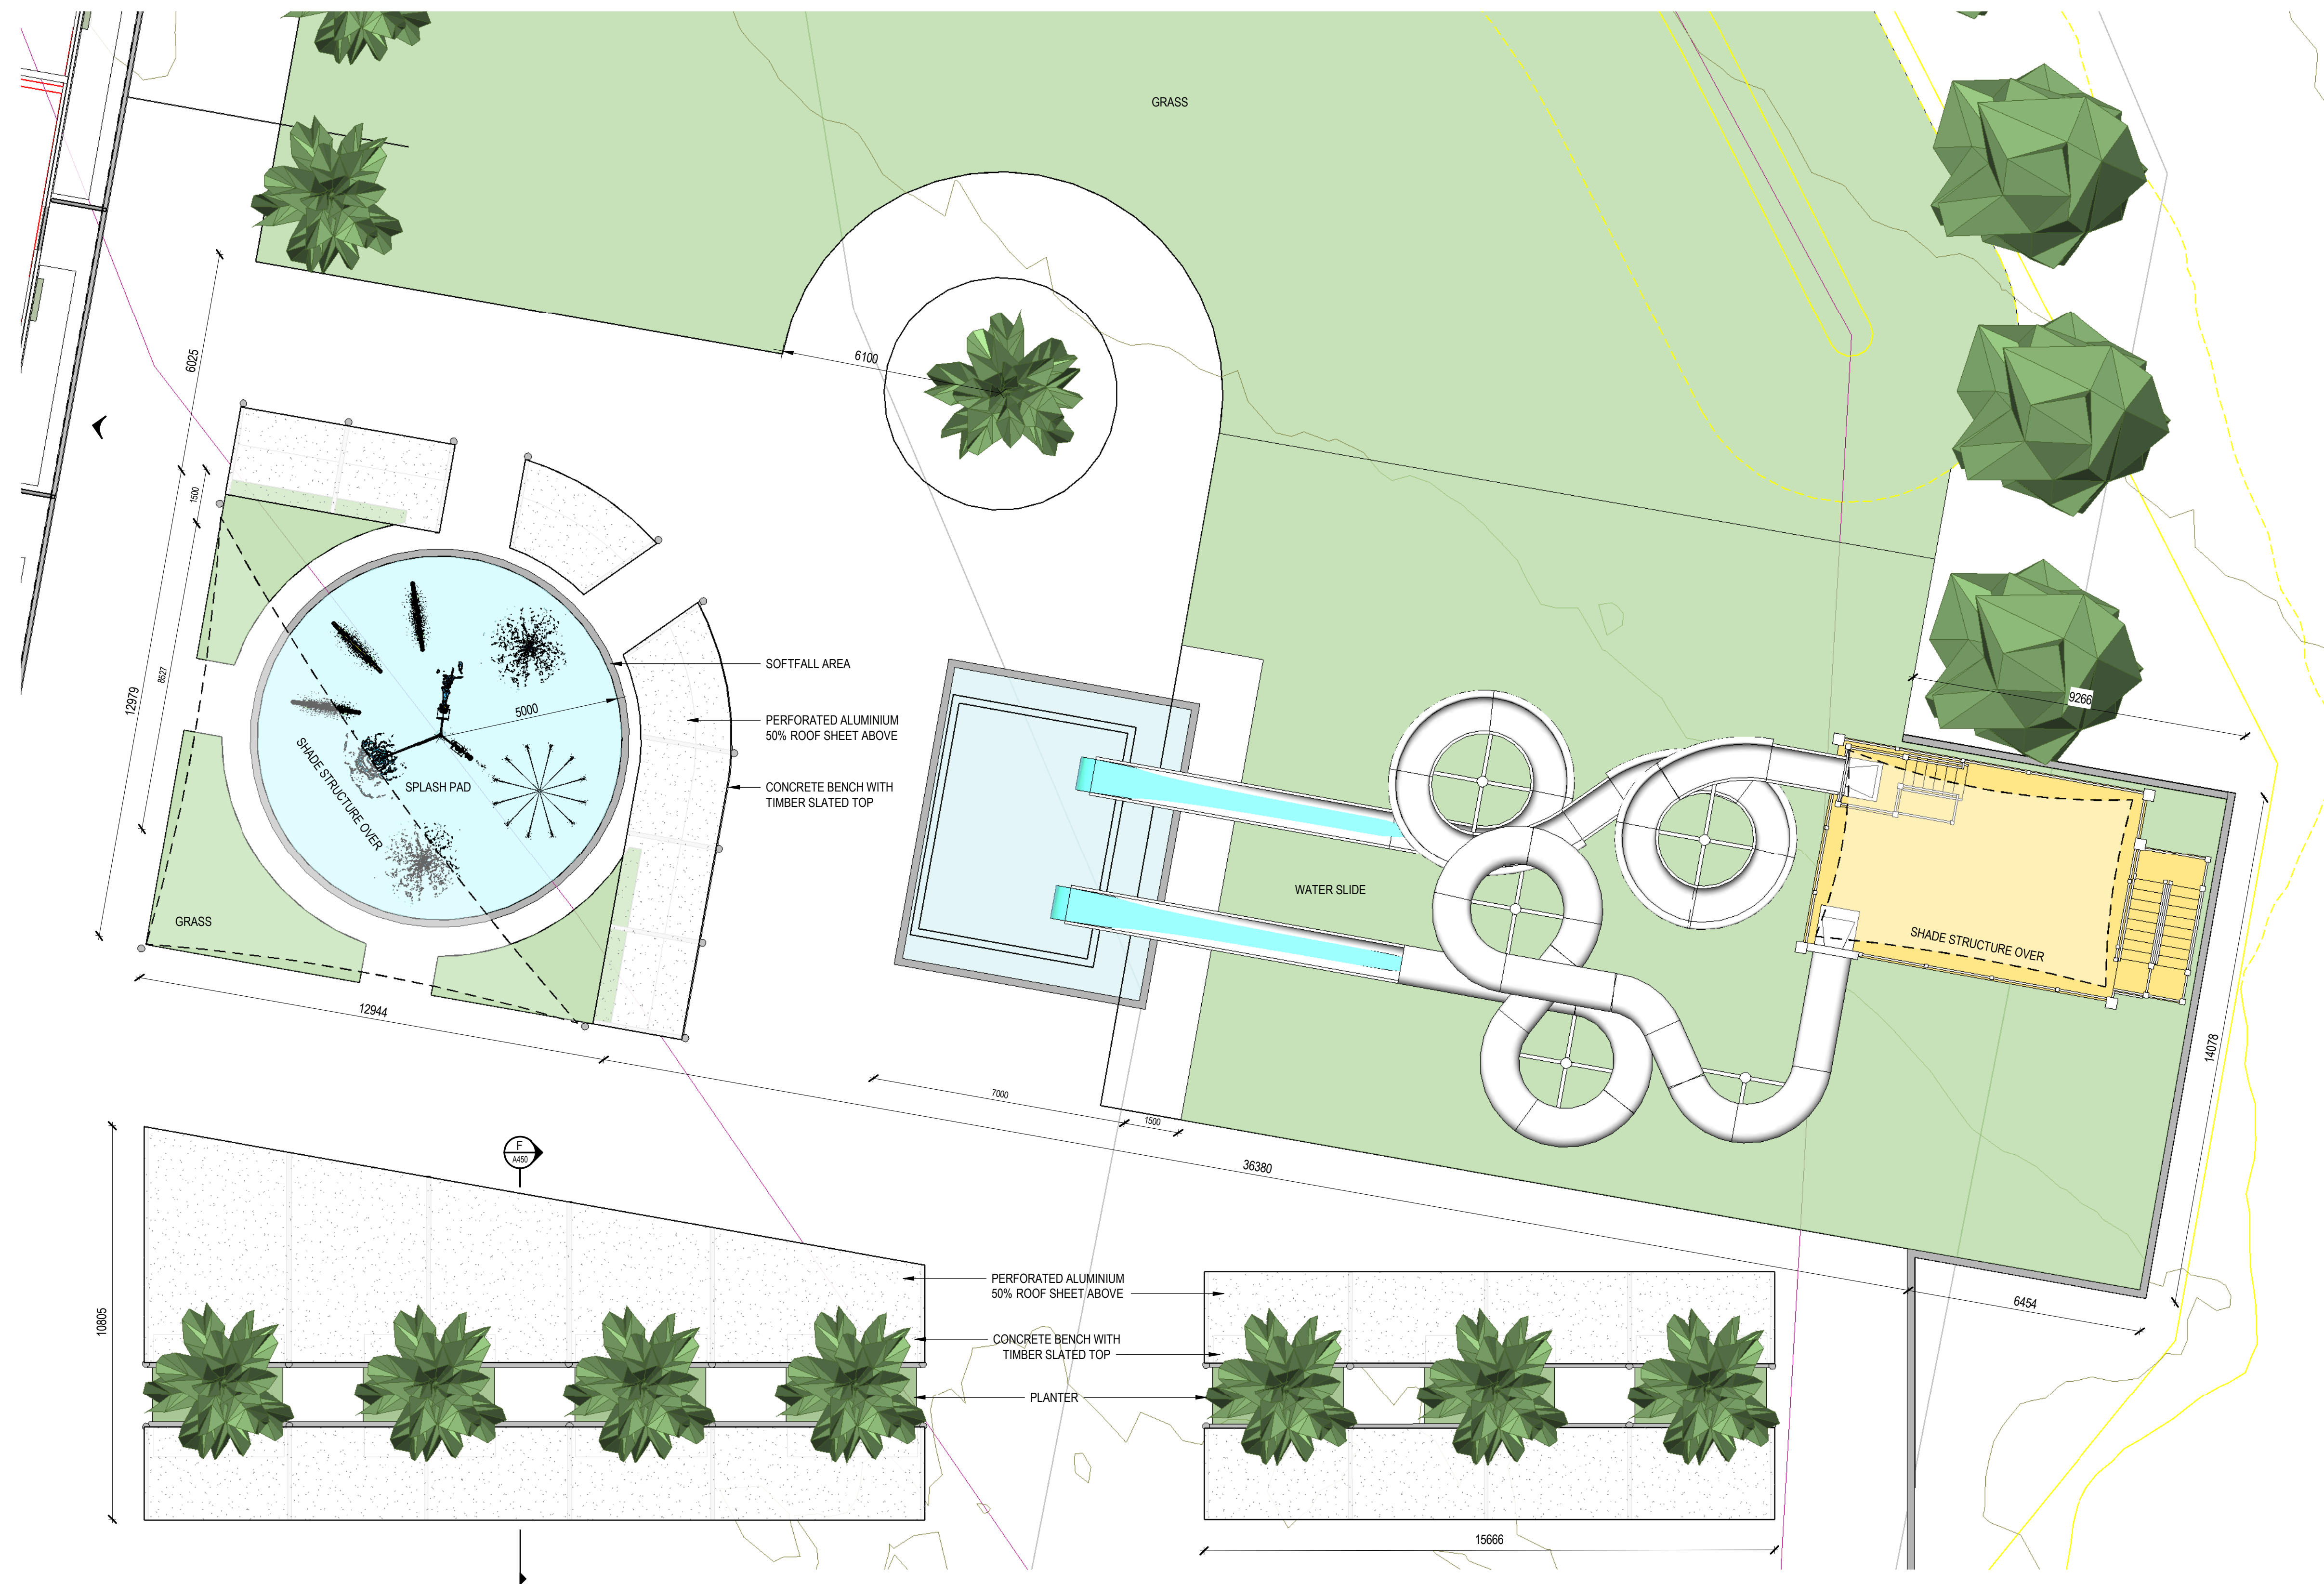 GRASS
6025
6100
1500
8527
12979
SOFTFALL AREA
PERFORATED ALUMINIUM
50% ROOF SHEET ABOVE
CONCRETE BENCH WITH
TIMBER SLATED TOP
5000
SHADE STRUCTURE OVER
SPLASH PAD
GRASS
12944
9266
WATER SLIDE
SHADE STRUCTURE OVER
14078
7000
1500
36380
6454
F
A450
10805
PERFORATED ALUMINIUM
50% ROOF SHEET ABOVE
CONCRETE BENCH WITH
TIMBER SLATED TOP
PLANTER
15666